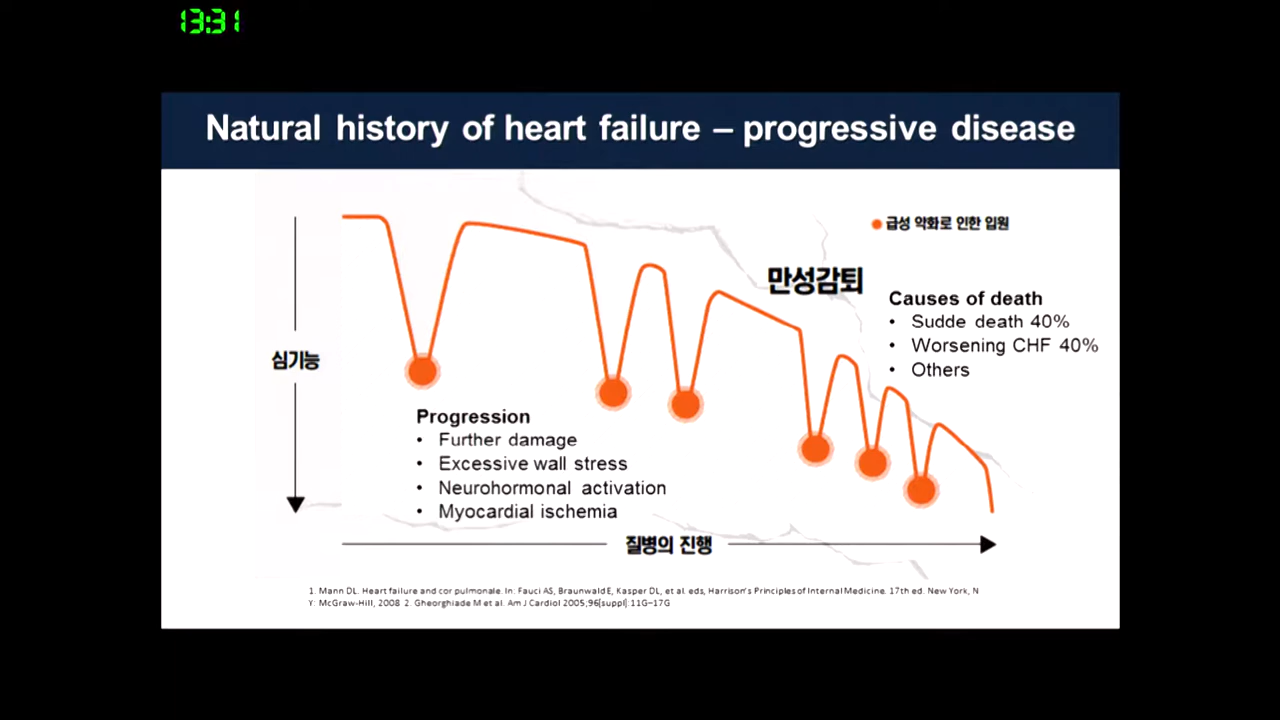 13:31
Natural history of heart failure – progressive disease
급성 악화로 인한 입원
만성감퇴
Causes of death
• Sudde death 40%
• Worsening CHF 40%
• Others
심기능
Progression
• Further damage
• Excessive wall stress
• Neurohormonal activation
• Myocardial ischemia
질병의 진행
1. Mann DL. Heart failure and cor pulmonale. In: Fauci AS, Braunwald E, Kasper DL, et al. eds, Harrison's Principles of Internal Medicine. 17th ed. New York, N
Y: McGraw-Hill, 2008 2. Gheorghiade M et al. Am J Cardiol 2005;96[suppl]:11G–17G